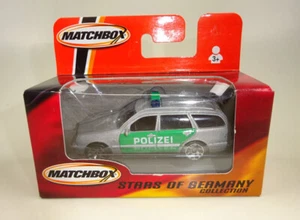 MATCHBOX
3+
POLIZEI
MATCHBOX
STARS OF GERMANY
COLLECTION